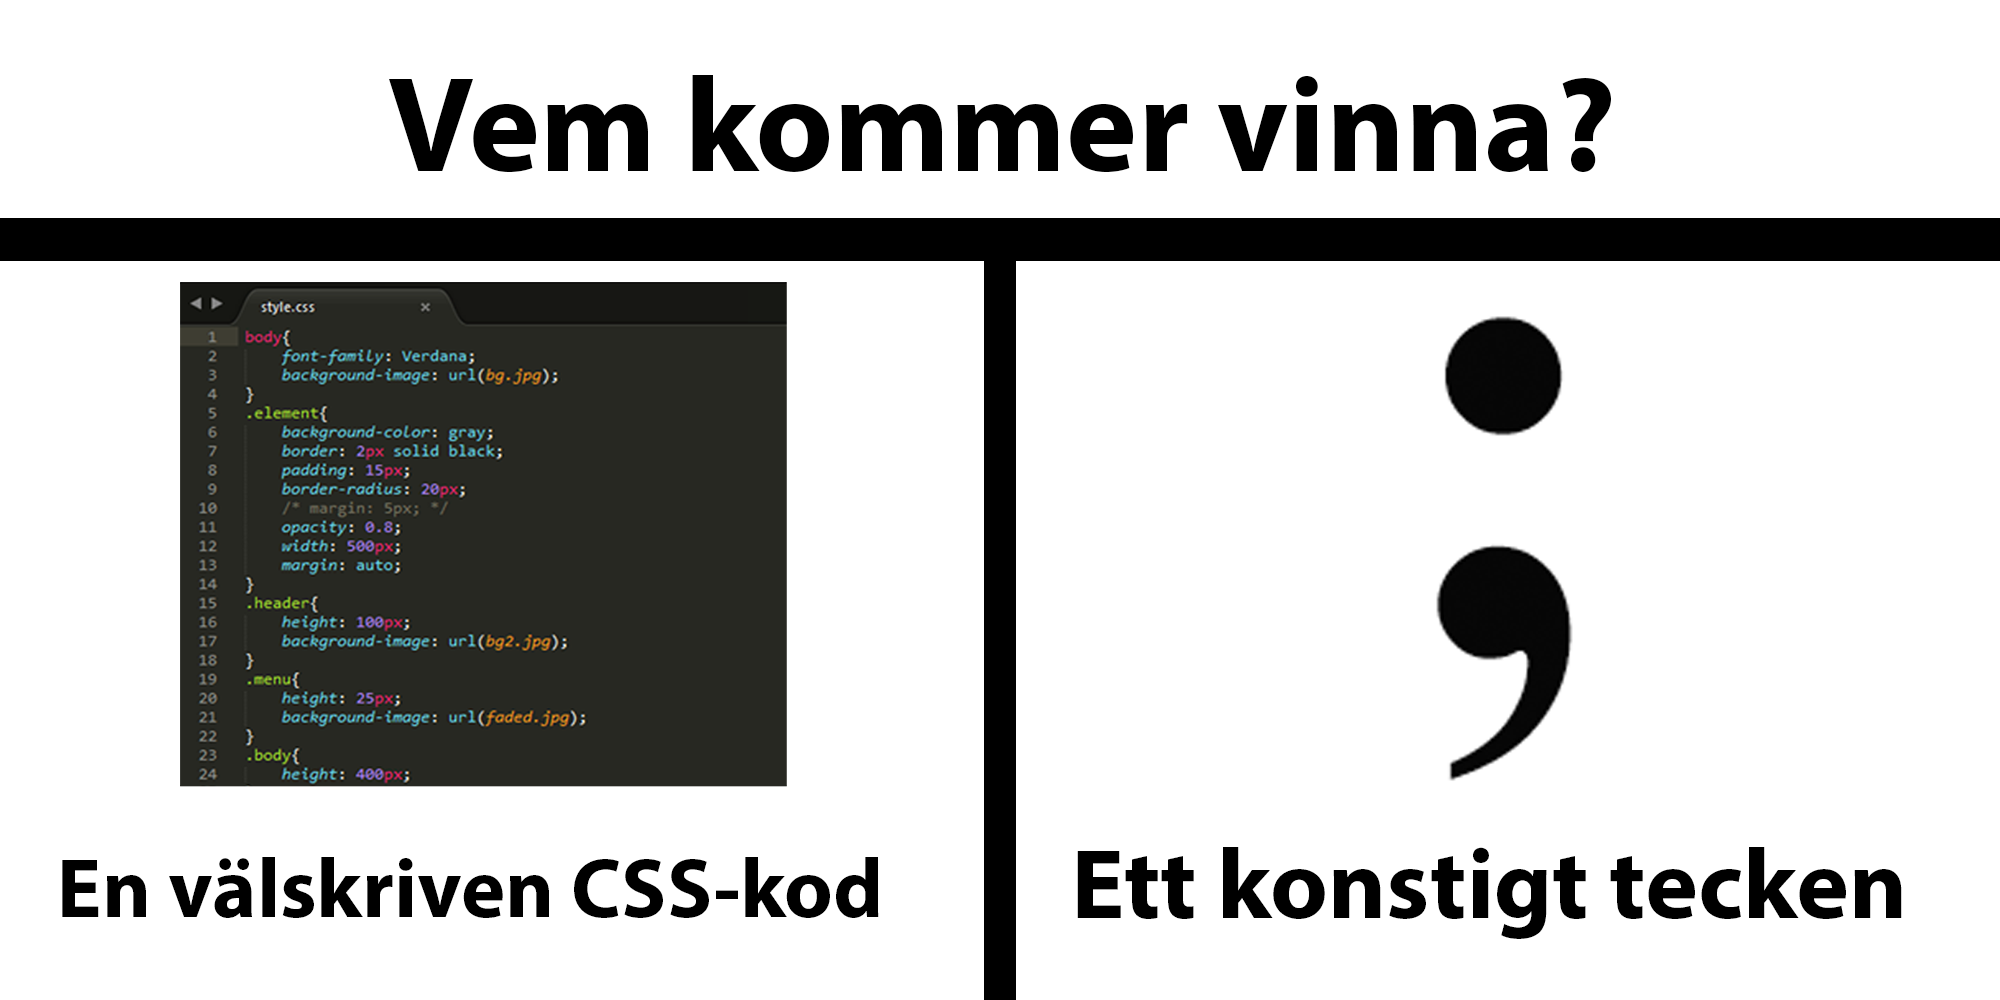 Vem kommer vinna?
style.css ×
1 body{
2 font-family: Verdana;
3 background-image: url(bg.jpg);
4 }
5 .element{
6 background-color: gray;
7 border: 2px solid black;
8 padding: 15px;
9 border-radius: 20px;
10 /* margin: 5px; */
11 opacity: 0.8;
12 width: 500px;
13 margin: auto;
14 }
15 .header{
16 height: 100px;
17 background-image: url(bg2.jpg);
18 }
19 .menu{
20 height: 25px;
21 background-image: url(faded.jpg);
22 }
23 .body{
24 height: 400px;
En välskriven CSS-kod
;
Ett konstigt tecken